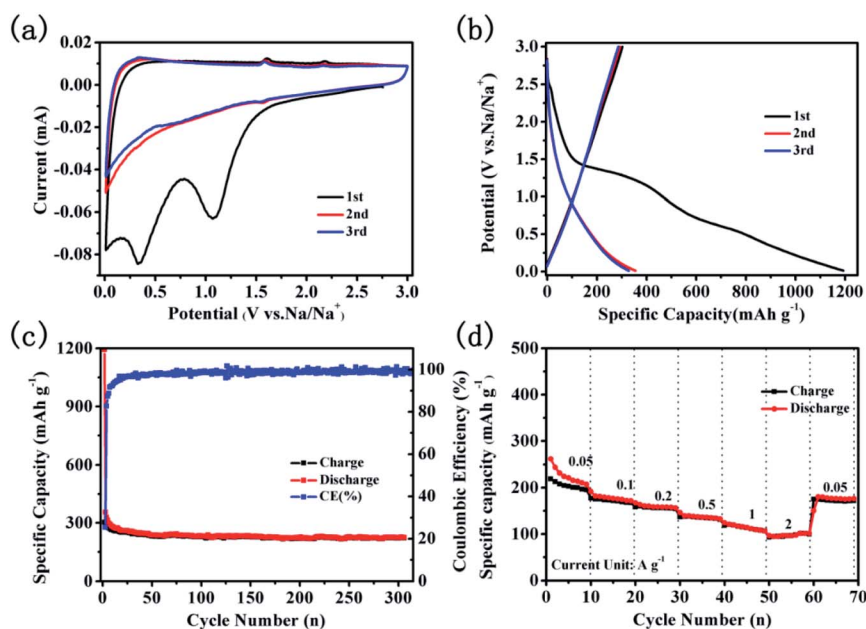 (a)
0.02
0.00
-0.02
-0.04
-0.06
-0.08
Current (mA)
1st
2nd
3rd
0.0 0.5 1.0 1.5 2.0 2.5 3.0
Potential (V vs.Na/Na+)
(b)
3.0
2.5
2.0
1.5
1.0
0.5
0.0
Potential (V vs.Na/Na+)
1st
2nd
3rd
0 200 400 600 800 1000 1200
Specific Capacity(mAh g-1)
(c)
1200
900
600
300
0
Specific Capacity (mAh g-1)
Charge
Discharge
CE(%)
100
80
60
40
20
0
Coulombic Efficiency (%)
0 50 100 150 200 250 300
Cycle Number (n)
(d)
500
400
300
200
100
0
Specific capacity (mAh g-1)
Charge
Discharge
0.05 0.1 0.2 0.5 1 2 0.05
Current Unit: A g-1
0 10 20 30 40 50 60 70
Cycle Number (n)